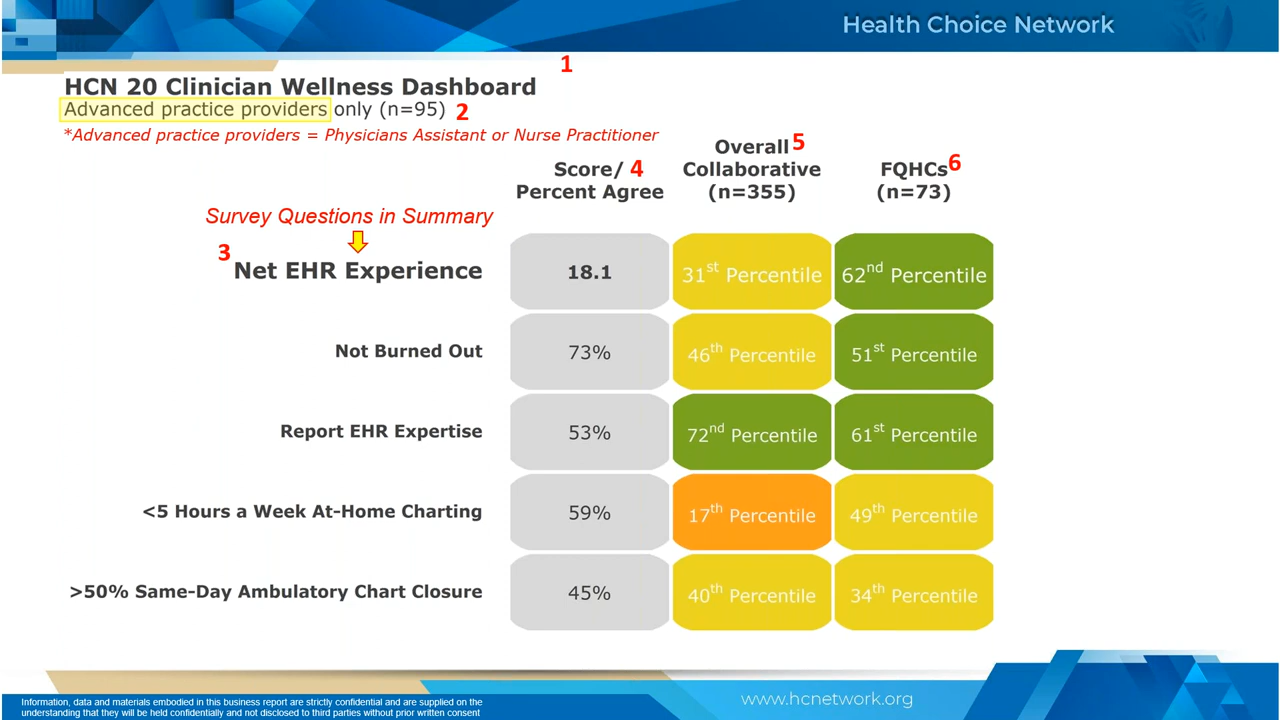 Health Choice Network
1
HCN 20 Clinician Wellness Dashboard
Advanced practice providers only (n=95) 2
*Advanced practice providers = Physicians Assistant or Nurse Practitioner
Score/ 4
Percent Agree
Overall 5
Collaborative
(n=355)
FQHCs 6
(n=73)
Survey Questions in Summary
3
Net EHR Experience 18.1 31st Percentile 62nd Percentile
Not Burned Out 73% 46th Percentile 51st Percentile
Report EHR Expertise 53% 72nd Percentile 61st Percentile
<5 Hours a Week At-Home Charting 59% 17th Percentile 49th Percentile
>50% Same-Day Ambulatory Chart Closure 45% 40th Percentile 34th Percentile
Information, data and materials embodied in this business report are strictly confidential and are supplied on the
understanding that they will be held confidentially and not disclosed to third parties without prior written consent
www.hcnetwork.org